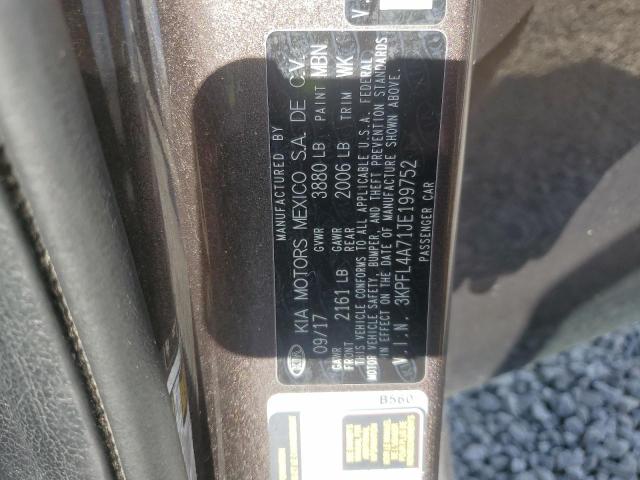 MANUFACTURED BY
KIA KIA MOTORS MEXICO S.A. DE C.V.
09/17 GVWR 3880 LB PAINT MBN
GAWR FRONT 2161 LB GAWR REAR 2006 LB TRIM WK
THIS VEHICLE CONFORMS TO ALL APPLICABLE U.S.A. FEDERAL
MOTOR VEHICLE SAFETY, BUMPER, AND THEFT PREVENTION STANDARDS
IN EFFECT ON THE DATE OF MANUFACTURE SHOWN ABOVE.
V.I.N. 3KPFL4A71JE199752
PASSENGER CAR
B560